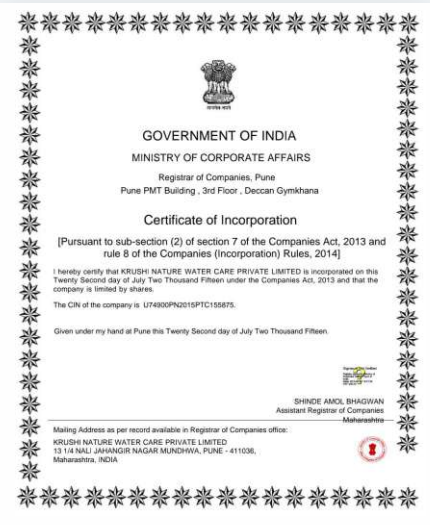 सत्यमेव जयते
GOVERNMENT OF INDIA
MINISTRY OF CORPORATE AFFAIRS
Registrar of Companies, Pune
Pune PMT Building , 3rd Floor , Deccan Gymkhana
Certificate of Incorporation
[Pursuant to sub-section (2) of section 7 of the Companies Act, 2013 and
rule 8 of the Companies (Incorporation) Rules, 2014]
I hereby certify that KRUSHI NATURE WATER CARE PRIVATE LIMITED is incorporated on this
Twenty Second day of July Two Thousand Fifteen under the Companies Act, 2013 and that the
company is limited by shares.
The CIN of the company is U74900PN2015PTC155875.
Given under my hand at Pune this Twenty Second day of July Two Thousand Fifteen.
SHINDE AMOL BHAGWAN
Assistant Registrar of Companies
Maharashtra
Mailing Address as per record available in Registrar of Companies office:
KRUSHI NATURE WATER CARE PRIVATE LIMITED
13 1/4 NALI JAHANGIR NAGAR MUNDHWA, PUNE - 411036,
Maharashtra, INDIA